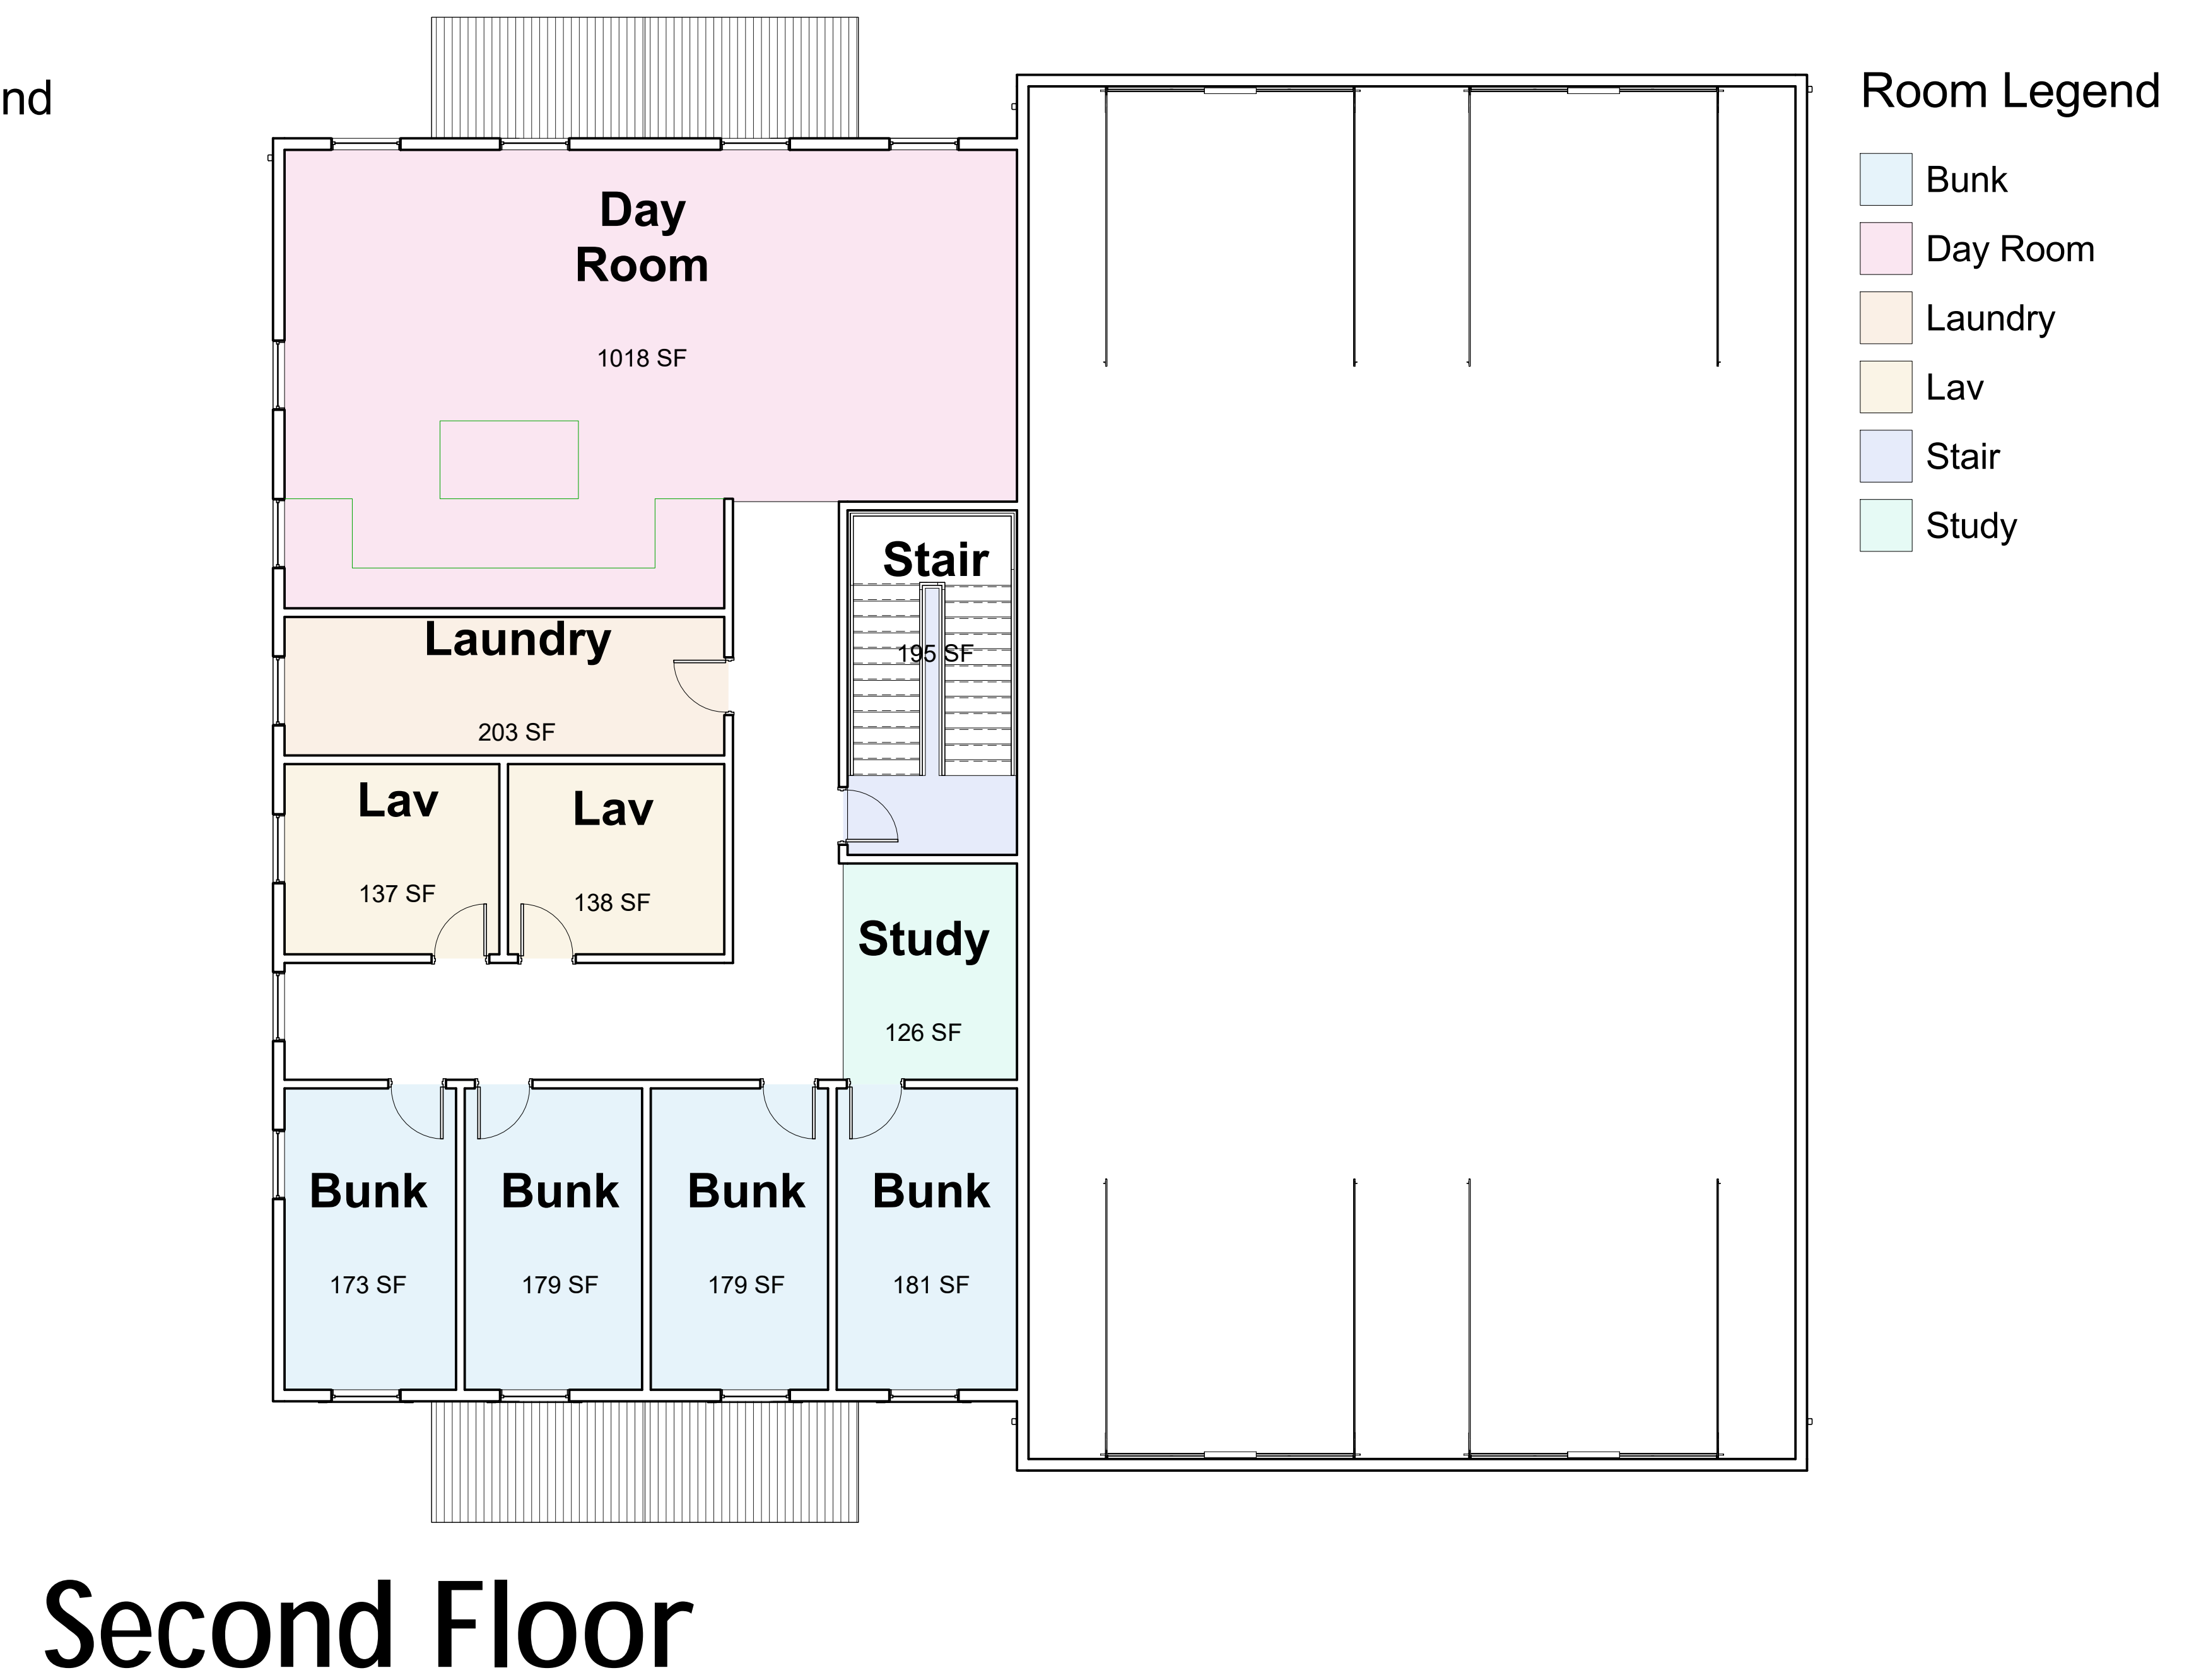 nd
Room Legend
Bunk
Day Room
Laundry
Lav
Stair
Study
Day
Room
1018 SF
Stair
195 SF
Laundry
203 SF
Lav
137 SF
Lav
138 SF
Study
126 SF
Bunk
173 SF
Bunk
179 SF
Bunk
179 SF
Bunk
181 SF
Second Floor